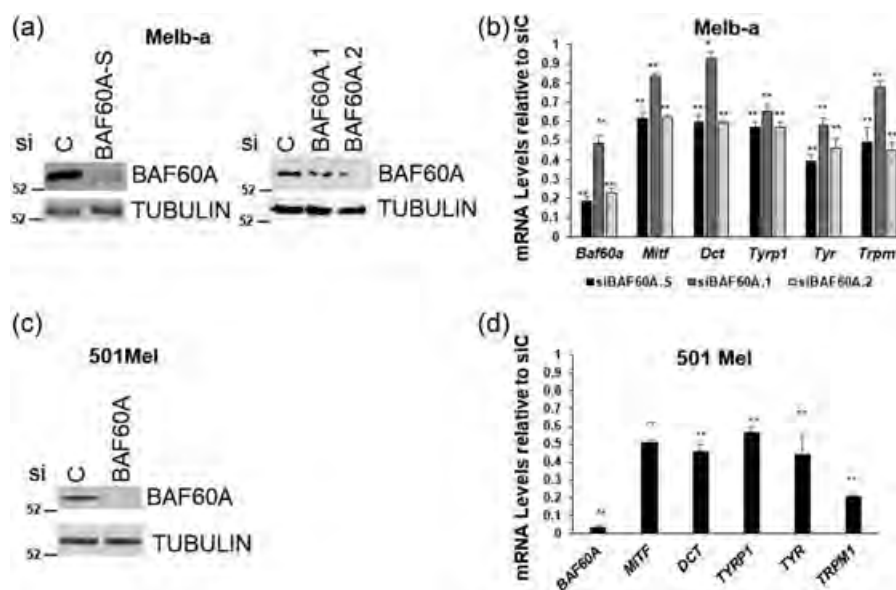 (a)
Melb-a
si
C
BAF60A-S
BAF60A
52
TUBULIN
C
BAF60A.1
BAF60A.2
si
BAF60A
52
TUBULIN
(b)
Melb-a
mRNA Levels relative to siC
1
0.9
0.8
0.7
0.6
0.5
0.4
0.3
0.2
0.1
0
** ** **
** ** **
** * **
** ** **
** ** **
** ** **
Baf60a Mitf Dct Tyrp1 Tyr Trpm
siBAF60A.S siBAF60A.1 siBAF60A.2
(c)
501Mel
si
C
BAF60A
BAF60A
52
TUBULIN
52
(d)
501 Mel
mRNA Levels relative to siC
1
0.9
0.8
0.7
0.6
0.5
0.4
0.3
0.2
0.1
0
** ** ** ** ** **
BAF60A MITF DCT TYRP1 TYR TRPM1